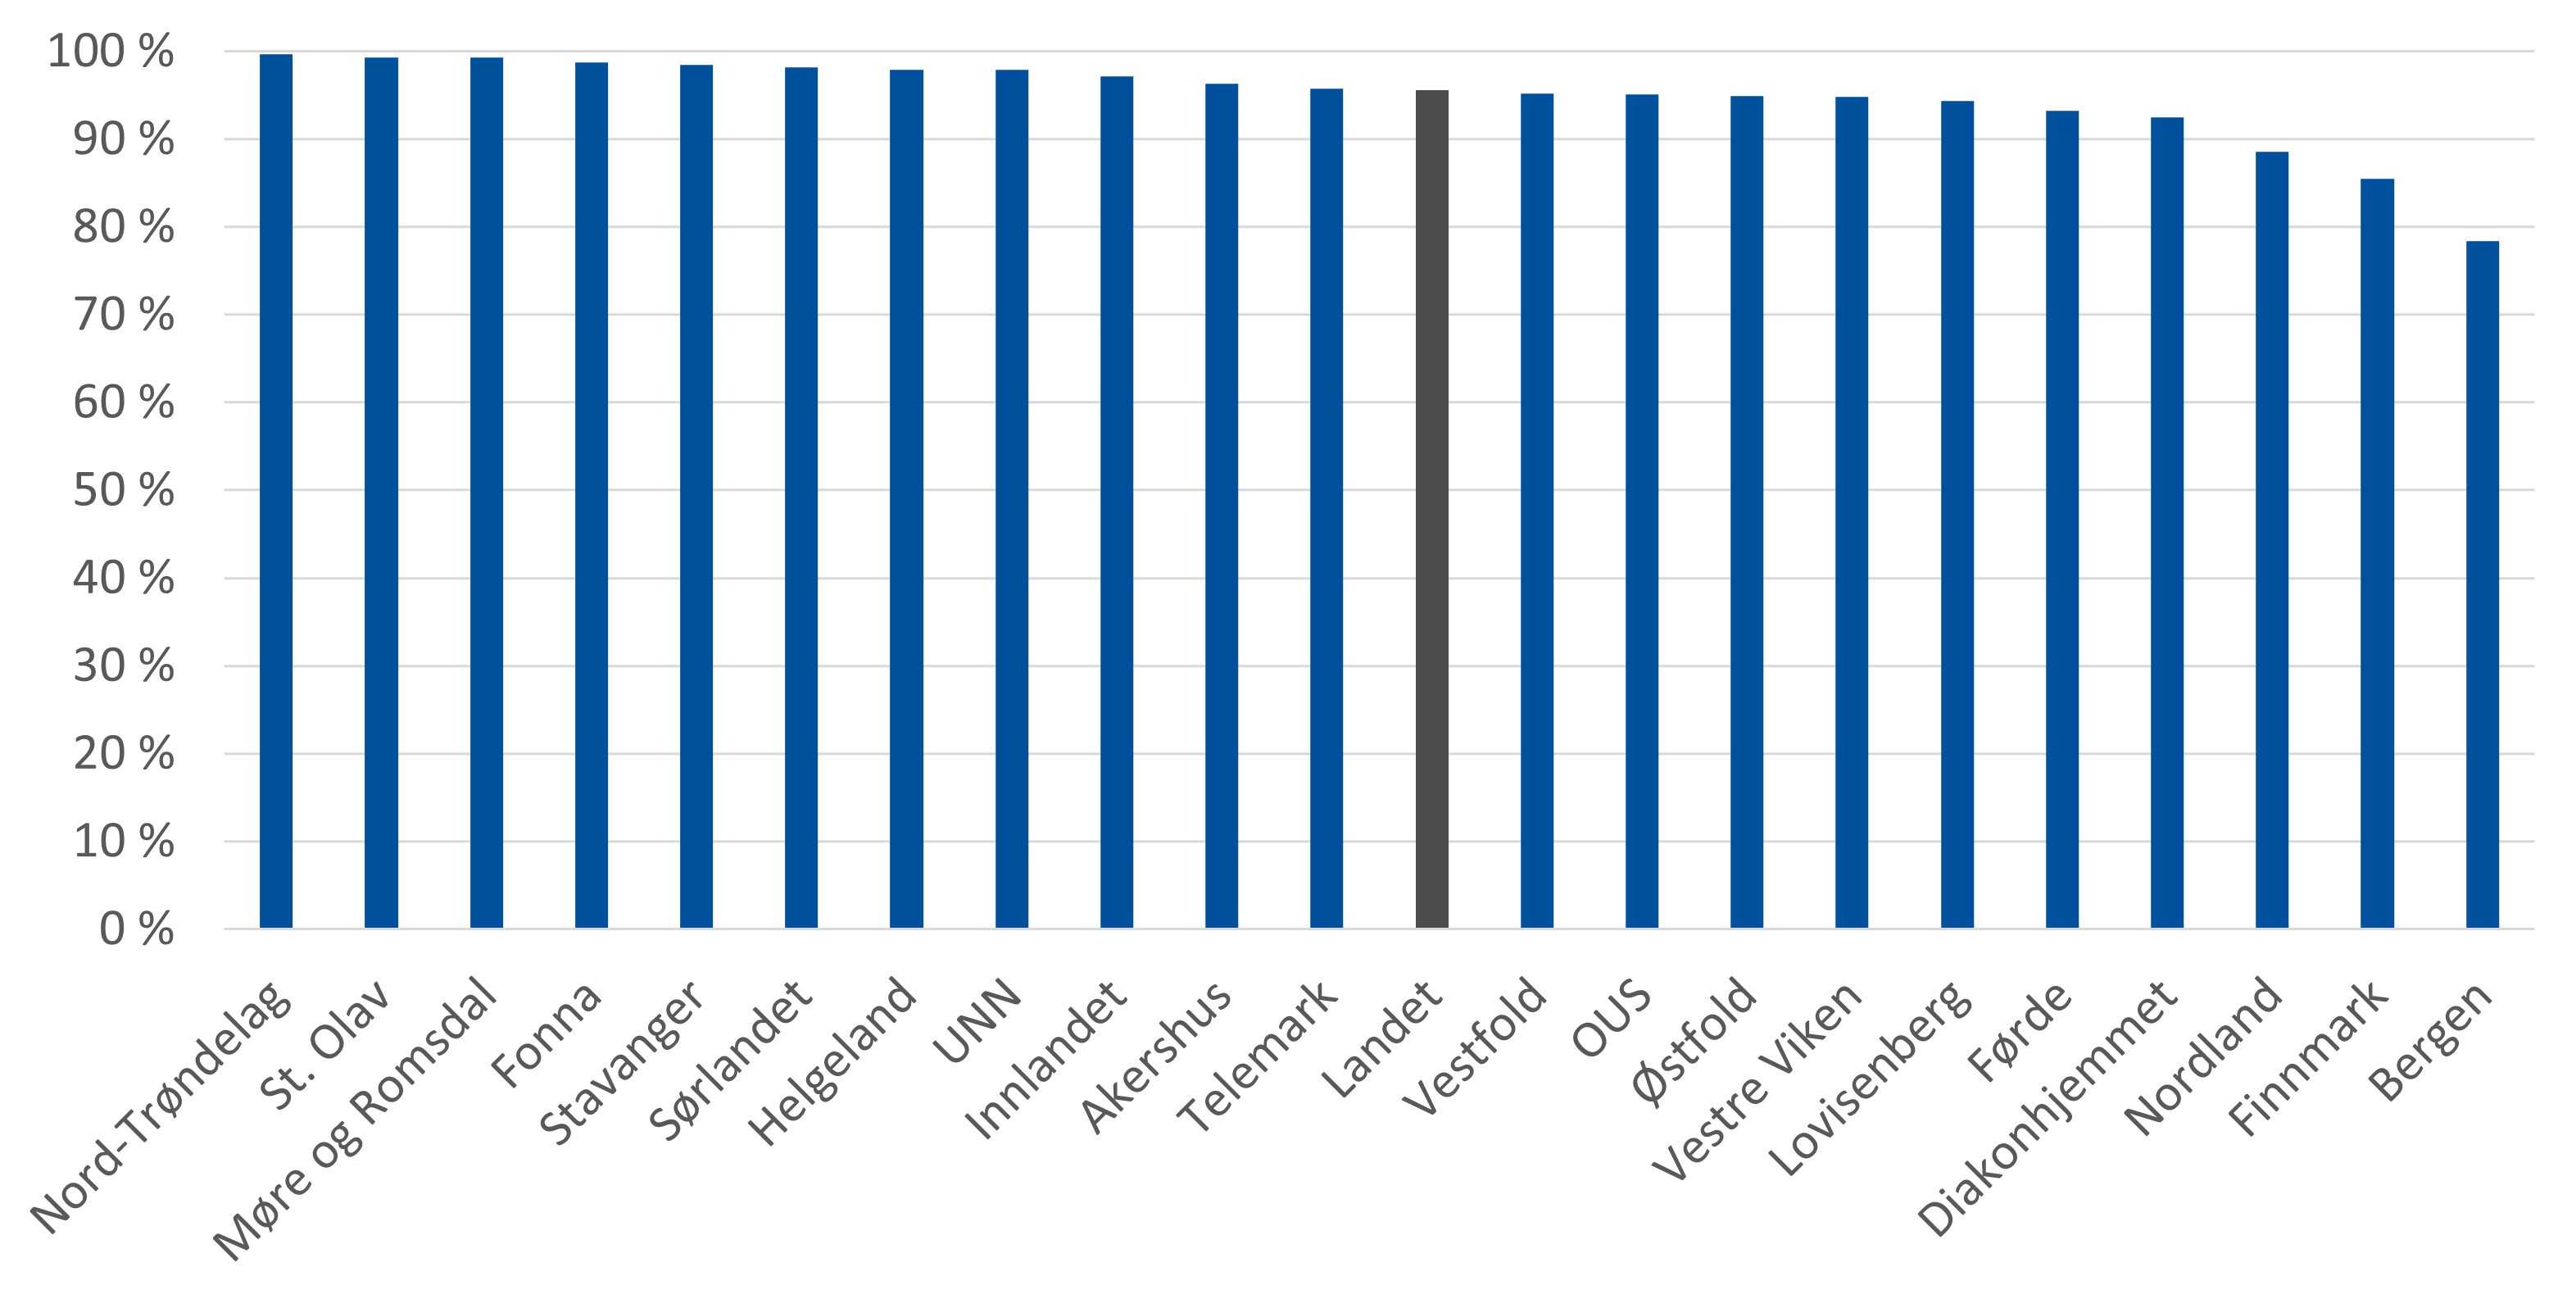 100 %
90 %
80 %
70 %
60 %
50 %
40 %
30 %
20 %
10 %
0 %
Nord-Trøndelag
St. Olav
Møre og Romsdal
Fonna
Stavanger
Sørlandet
Helgeland
UNN
Innlandet
Akershus
Telemark
Landet
Vestfold
OUS
Østfold
Vestre Viken
Lovisenberg
Førde
Diakonhjemmet
Nordland
Finnmark
Bergen